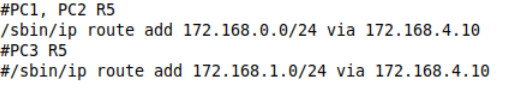 #PC1, PC2 R5
/sbin/ip route add 172.168.0.0/24 via 172.168.4.10
#PC3 R5
#/sbin/ip route add 172.168.1.0/24 via 172.168.4.10